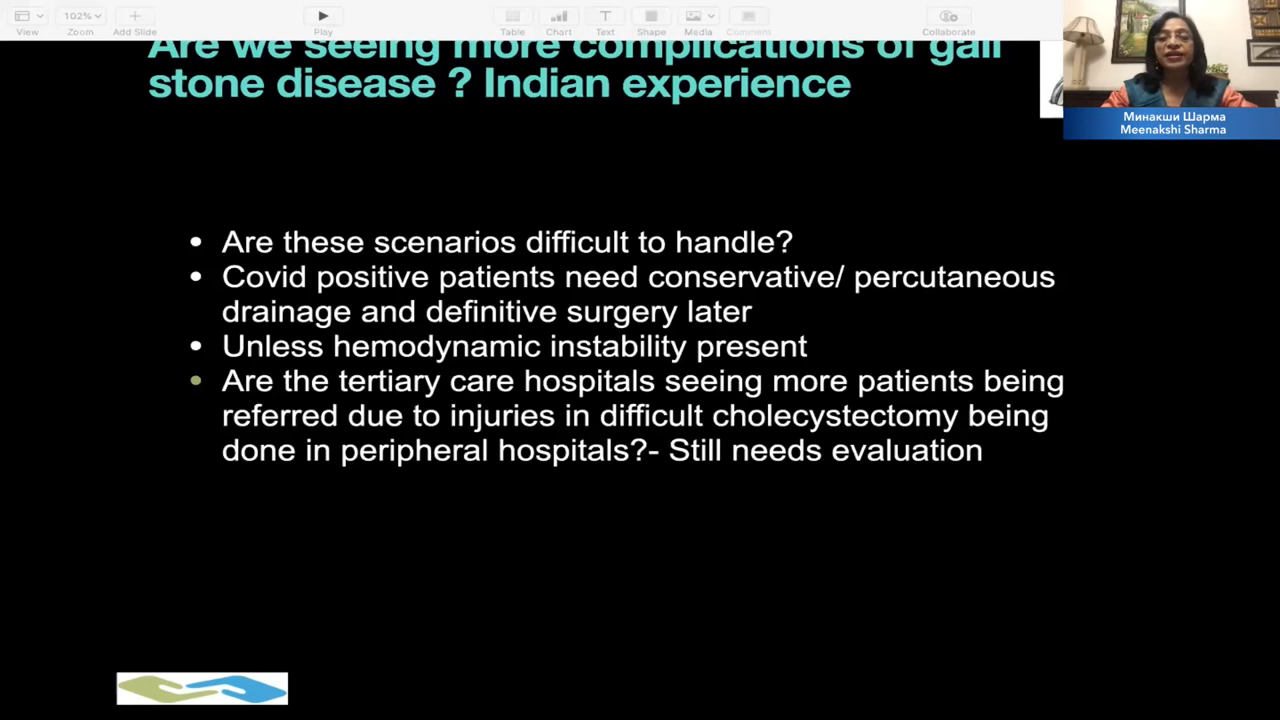 102%
View
Zoom
Add Slide
Play
Table
Chart
Text
Shape
Media
Comment
Collaborate
Are we seeing more complications of gall
stone disease ? Indian experience
Минакши Шарма
Meenakshi Sharma
• Are these scenarios difficult to handle?
• Covid positive patients need conservative/ percutaneous
drainage and definitive surgery later
• Unless hemodynamic instability present
• Are the tertiary care hospitals seeing more patients being
referred due to injuries in difficult cholecystectomy being
done in peripheral hospitals?- Still needs evaluation